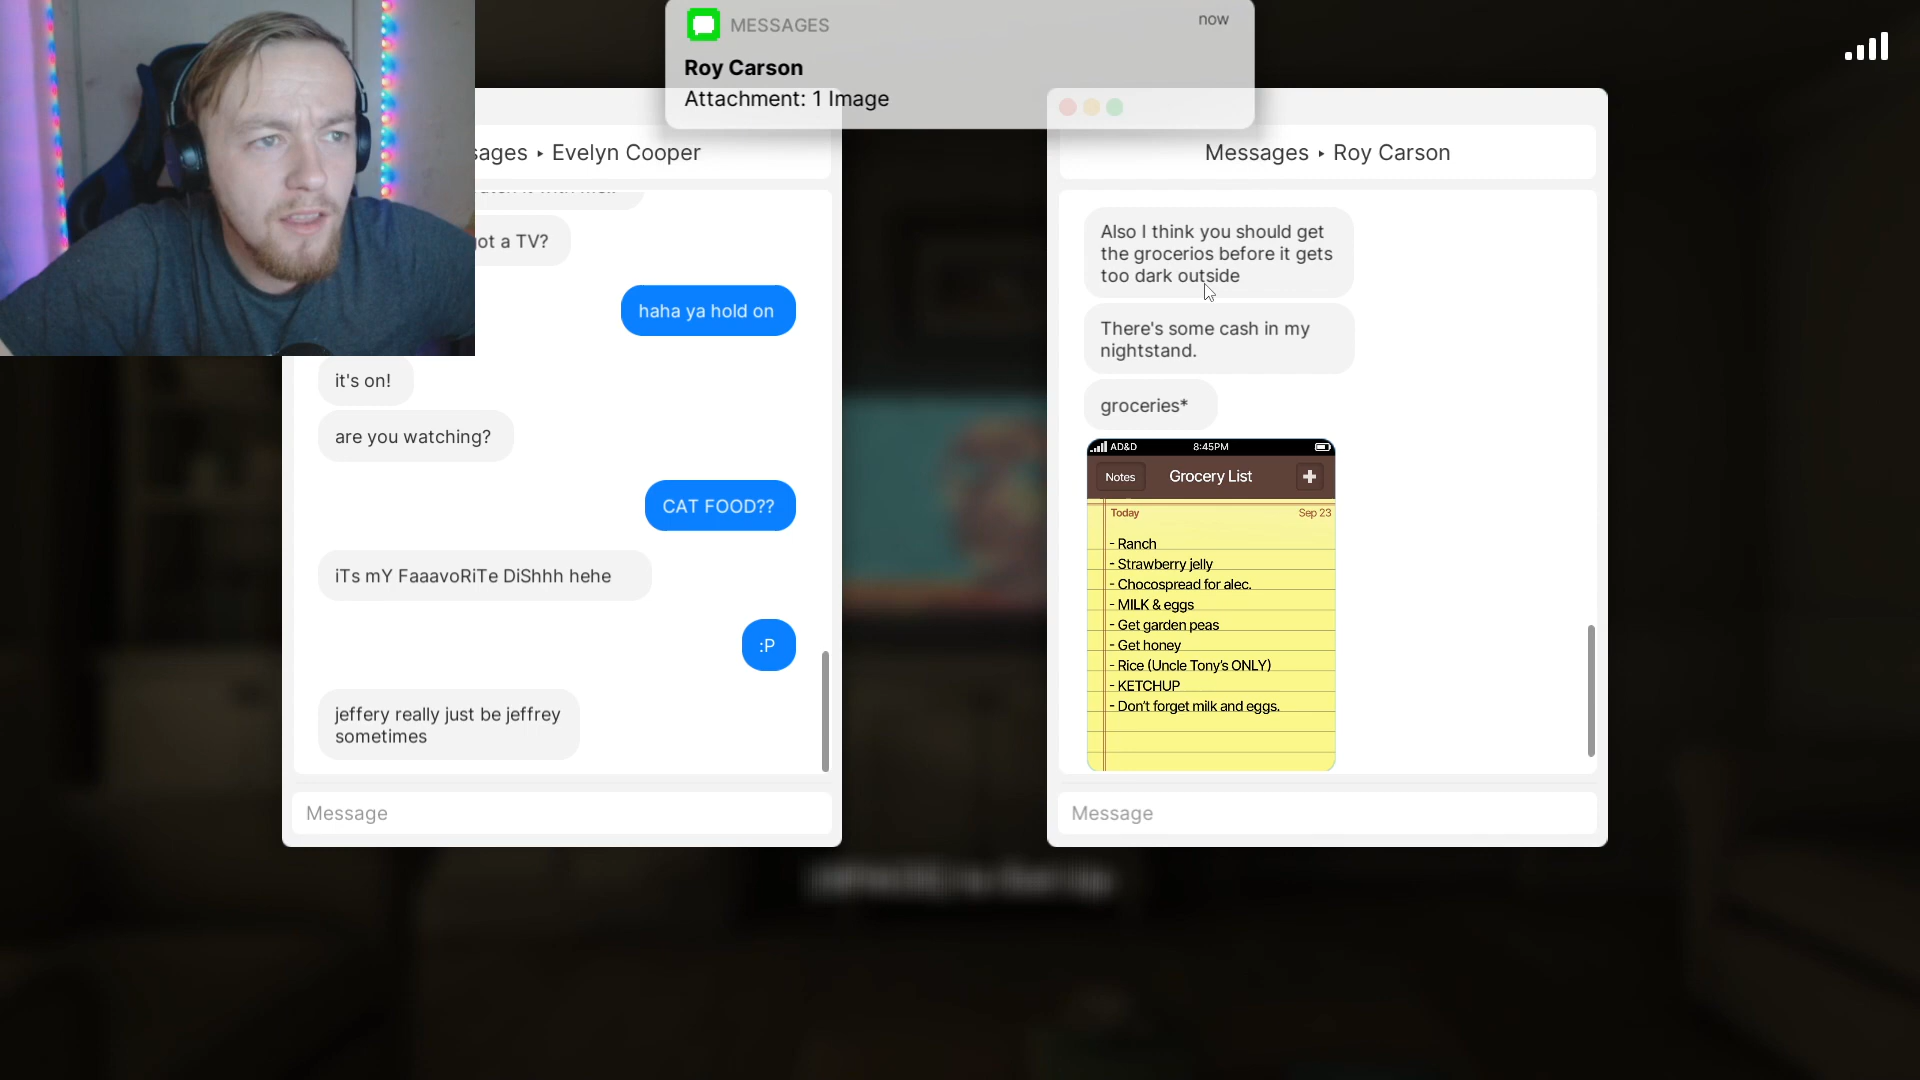 MESSAGES
now
Roy Carson
Attachment: 1 Image
sages ▸ Evelyn Cooper
ot a TV?
haha ya hold on
it's on!
are you watching?
CAT FOOD??
iTs mY FaaavoRiTe DiShhh hehe
:P
jeffery really just be jeffrey
sometimes
Message
Messages ▸ Roy Carson
Also I think you should get
the grocerios before it gets
too dark outside
There's some cash in my
nightstand.
groceries*
AD&D 8:45PM
Notes Grocery List +
Today Sep 23
- Ranch
- Strawberry jelly
- Chocospread for alec.
- MILK & eggs
- Get garden peas
- Get honey
- Rice (Uncle Tony's ONLY)
- KETCHUP
- Don't forget milk and eggs.
Message